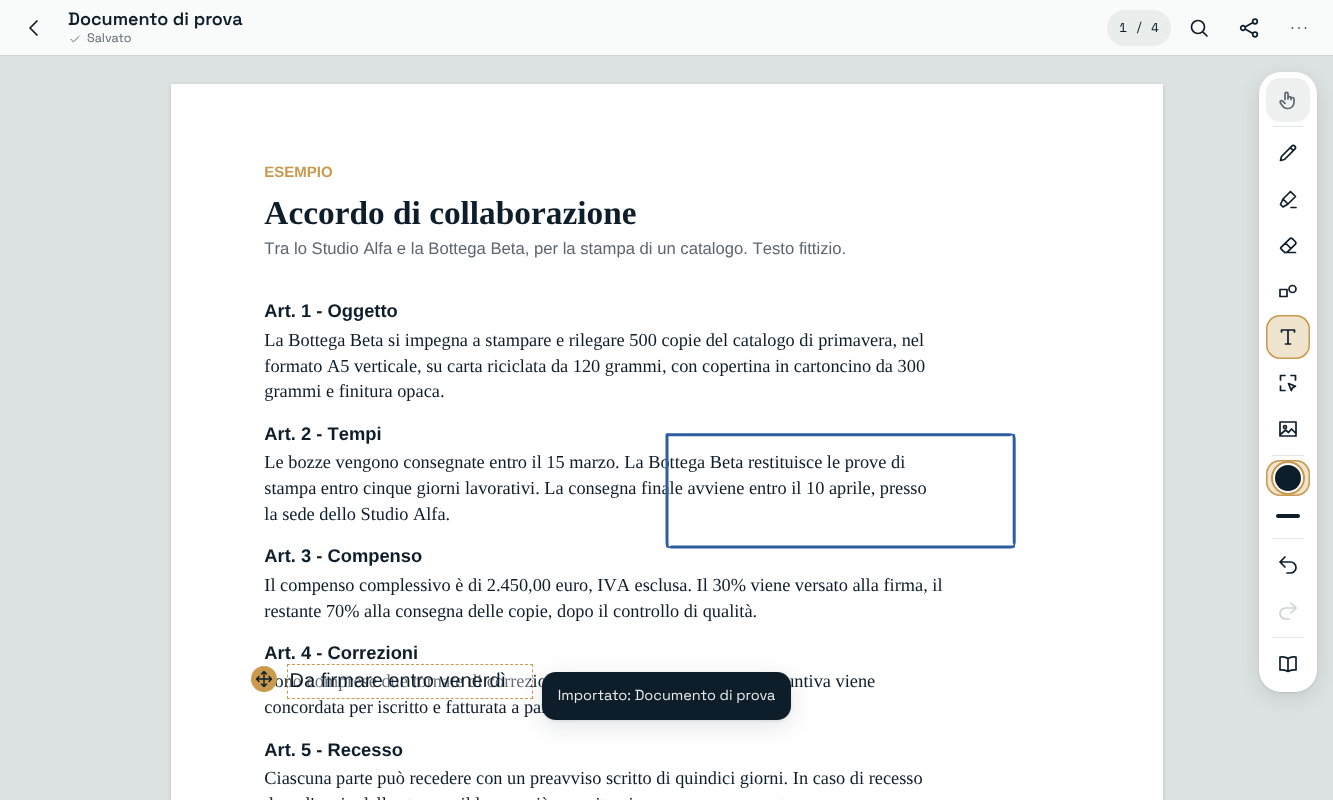 Documento di prova
Salvato
1 / 4
ESEMPIO
Accordo di collaborazione
Tra lo Studio Alfa e la Bottega Beta, per la stampa di un catalogo. Testo fittizio.
Art. 1 - Oggetto
La Bottega Beta si impegna a stampare e rilegare 500 copie del catalogo di primavera, nel
formato A5 verticale, su carta riciclata da 120 grammi, con copertina in cartoncino da 300
grammi e finitura opaca.
Art. 2 - Tempi
Le bozze vengono consegnate entro il 15 marzo. La Bottega Beta restituisce le prove di
stampa entro cinque giorni lavorativi. La consegna finale avviene entro il 10 aprile, presso
la sede dello Studio Alfa.
Art. 3 - Compenso
Il compenso complessivo è di 2.450,00 euro, IVA esclusa. Il 30% viene versato alla firma, il
restante 70% alla consegna delle copie, dopo il controllo di qualità.
Art. 4 - Correzioni
Da firmare entro venerdì
viene
concordata per iscritto e fatturata a
Importato: Documento di prova
Art. 5 - Recesso
Ciascuna parte può recedere con un preavviso scritto di quindici giorni. In caso di recesso